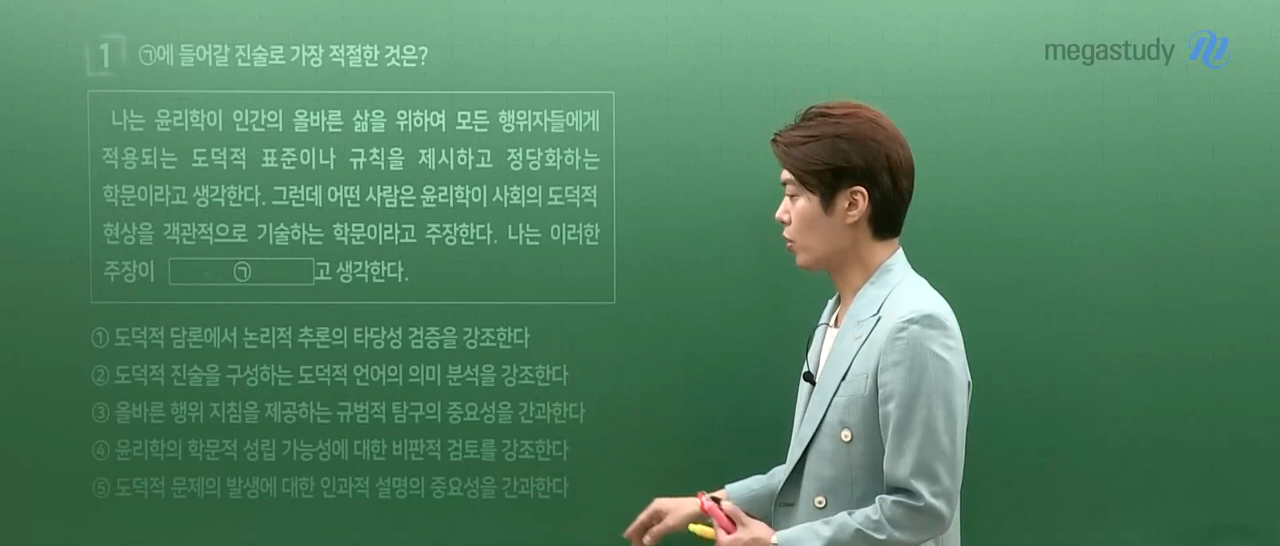 1 ㉠에 들어갈 진술로 가장 적절한 것은?
megastudy
나는 윤리학이 인간의 올바른 삶을 위하여 모든 행위자들에게
적용되는 도덕적 표준이나 규칙을 제시하고 정당화하는
학문이라고 생각한다. 그런데 어떤 사람은 윤리학이 사회의 도덕적
현상을 객관적으로 기술하는 학문이라고 주장한다. 나는 이러한
주장이 ㉠ 고 생각한다.
① 도덕적 담론에서 논리적 추론의 타당성 검증을 강조한다
② 도덕적 진술을 구성하는 도덕적 언어의 의미 분석을 강조한다
③ 올바른 행위 지침을 제공하는 규범적 탐구의 중요성을 간과한다
④ 윤리학의 학문적 성립 가능성에 대한 비판적 검토를 강조한다
⑤ 도덕적 문제의 발생에 대한 인과적 설명의 중요성을 간과한다